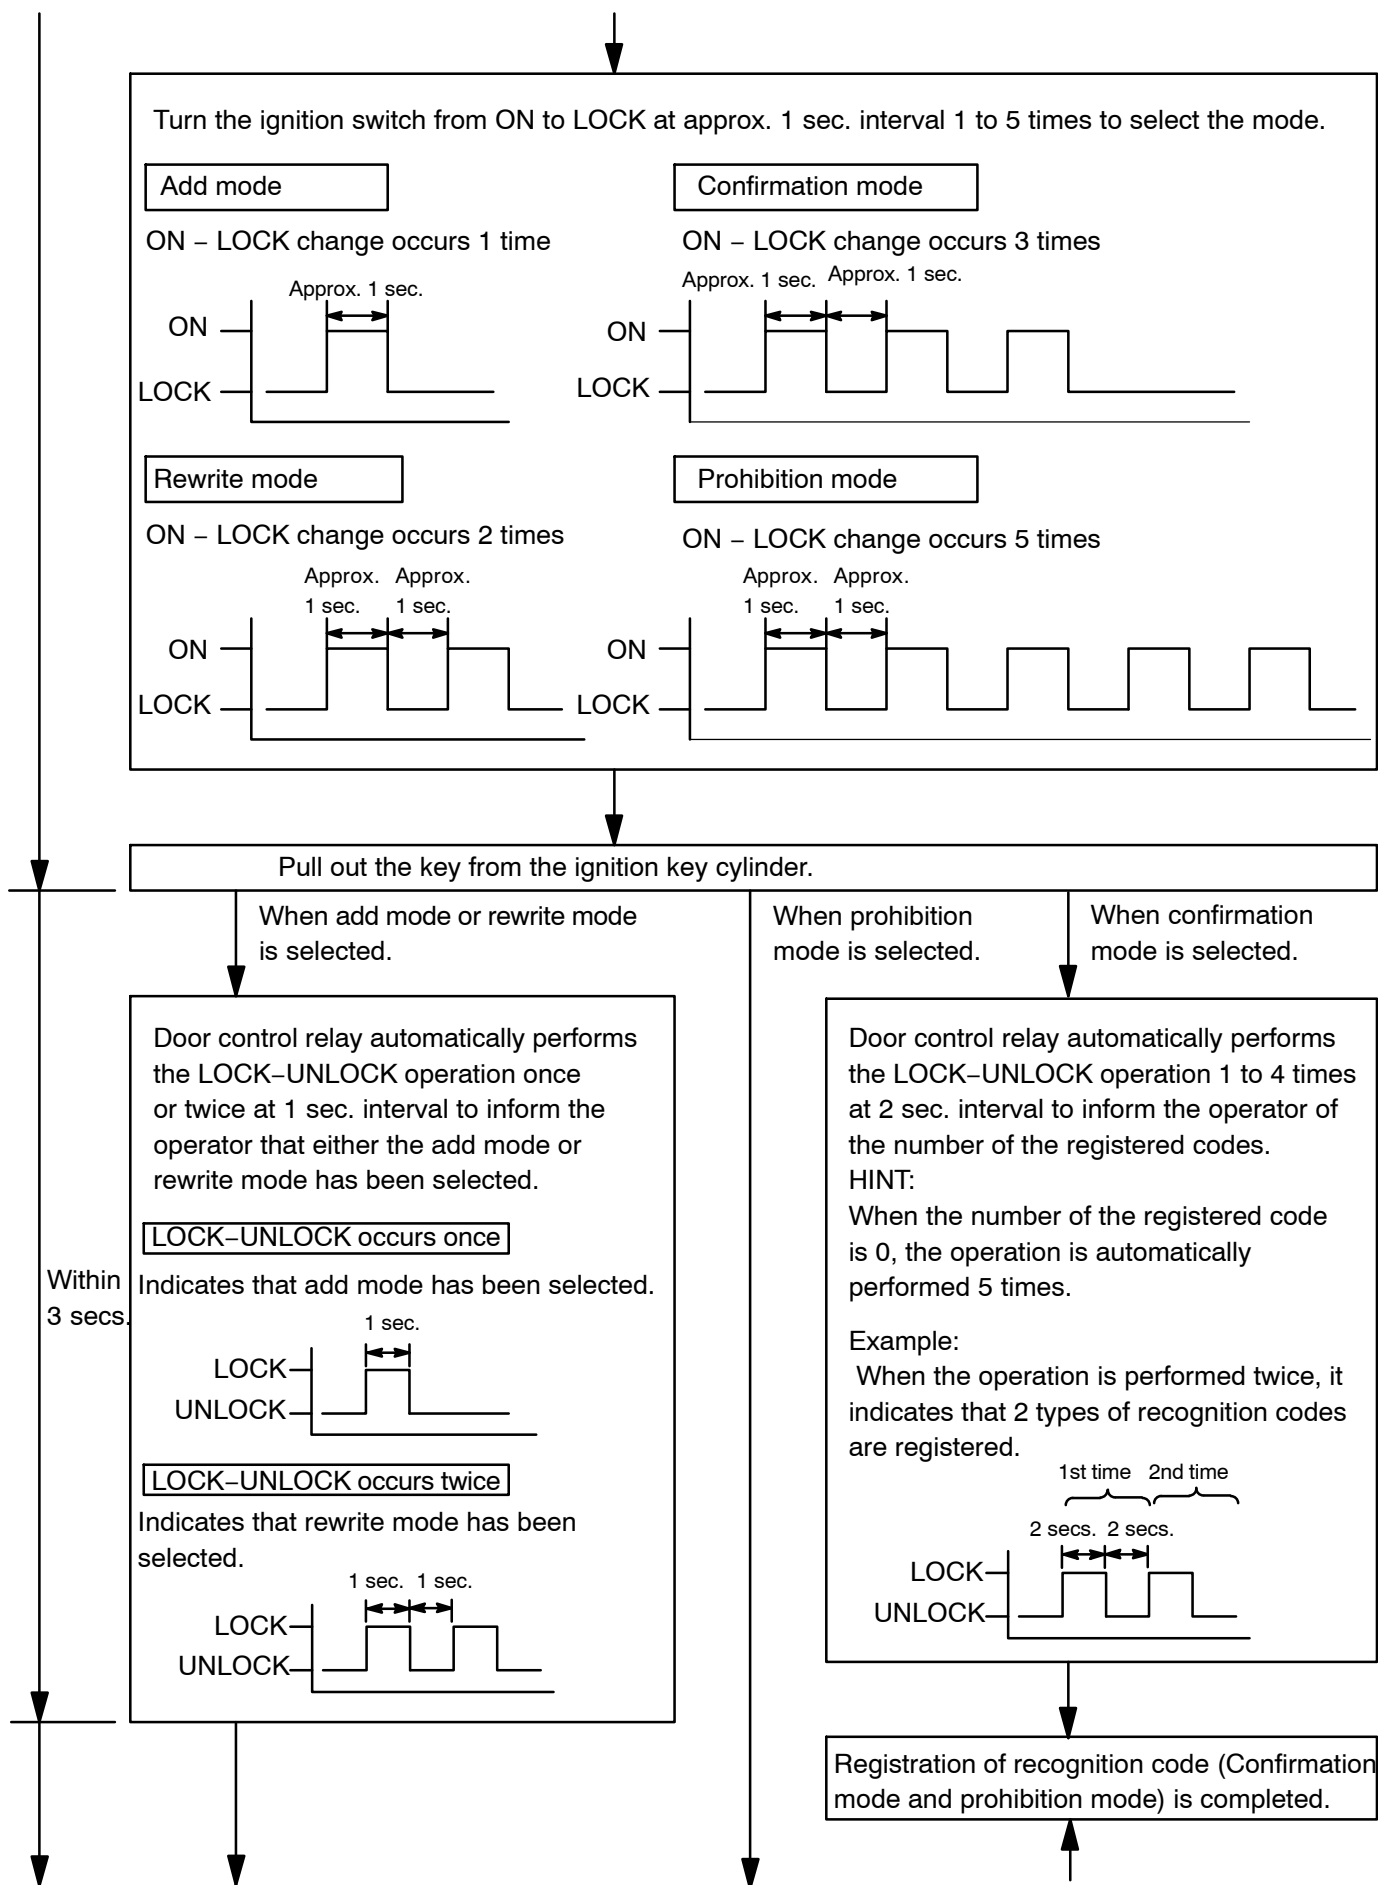 Turn the ignition switch from ON to LOCK at approx. 1 sec. interval 1 to 5 times to select the mode.
Add mode
ON – LOCK change occurs 1 time
Approx. 1 sec.
ON
LOCK
Confirmation mode
ON – LOCK change occurs 3 times
Approx. 1 sec. Approx. 1 sec.
ON
LOCK
Rewrite mode
ON – LOCK change occurs 2 times
Approx. Approx.
1 sec. 1 sec.
ON
LOCK
Prohibition mode
ON – LOCK change occurs 5 times
Approx. Approx.
1 sec. 1 sec.
ON
LOCK
Pull out the key from the ignition key cylinder.
When add mode or rewrite mode
is selected.
When prohibition
mode is selected.
When confirmation
mode is selected.
Within
3 secs.
Door control relay automatically performs
the LOCK–UNLOCK operation once
or twice at 1 sec. interval to inform the
operator that either the add mode or
rewrite mode has been selected.
LOCK–UNLOCK occurs once
Indicates that add mode has been selected.
1 sec.
LOCK
UNLOCK
LOCK–UNLOCK occurs twice
Indicates that rewrite mode has been
selected.
1 sec. 1 sec.
LOCK
UNLOCK
Door control relay automatically performs
the LOCK–UNLOCK operation 1 to 4 times
at 2 sec. interval to inform the operator of
the number of the registered codes.
HINT:
When the number of the registered code
is 0, the operation is automatically
performed 5 times.
Example:
When the operation is performed twice, it
indicates that 2 types of recognition codes
are registered.
1st time 2nd time
2 secs. 2 secs.
LOCK
UNLOCK
Registration of recognition code (Confirmation
mode and prohibition mode) is completed.